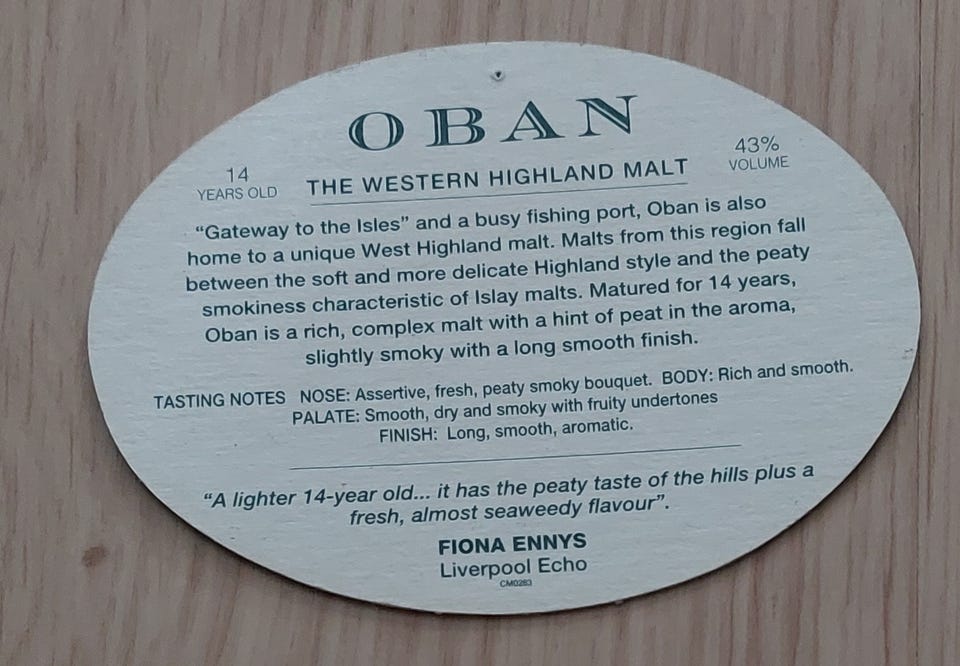 OBAN
14
YEARS OLD
THE WESTERN HIGHLAND MALT
43%
VOLUME
“Gateway to the Isles” and a busy fishing port, Oban is also
home to a unique West Highland malt. Malts from this region fall
between the soft and more delicate Highland style and the peaty
smokiness characteristic of Islay malts. Matured for 14 years,
Oban is a rich, complex malt with a hint of peat in the aroma,
slightly smoky with a long smooth finish.
TASTING NOTES NOSE: Assertive, fresh, peaty smoky bouquet. BODY: Rich and smooth.
PALATE: Smooth, dry and smoky with fruity undertones
FINISH: Long, smooth, aromatic.
“A lighter 14-year old... it has the peaty taste of the hills plus a
fresh, almost seaweedy flavour”.
FIONA ENNYS
Liverpool Echo
CM0283